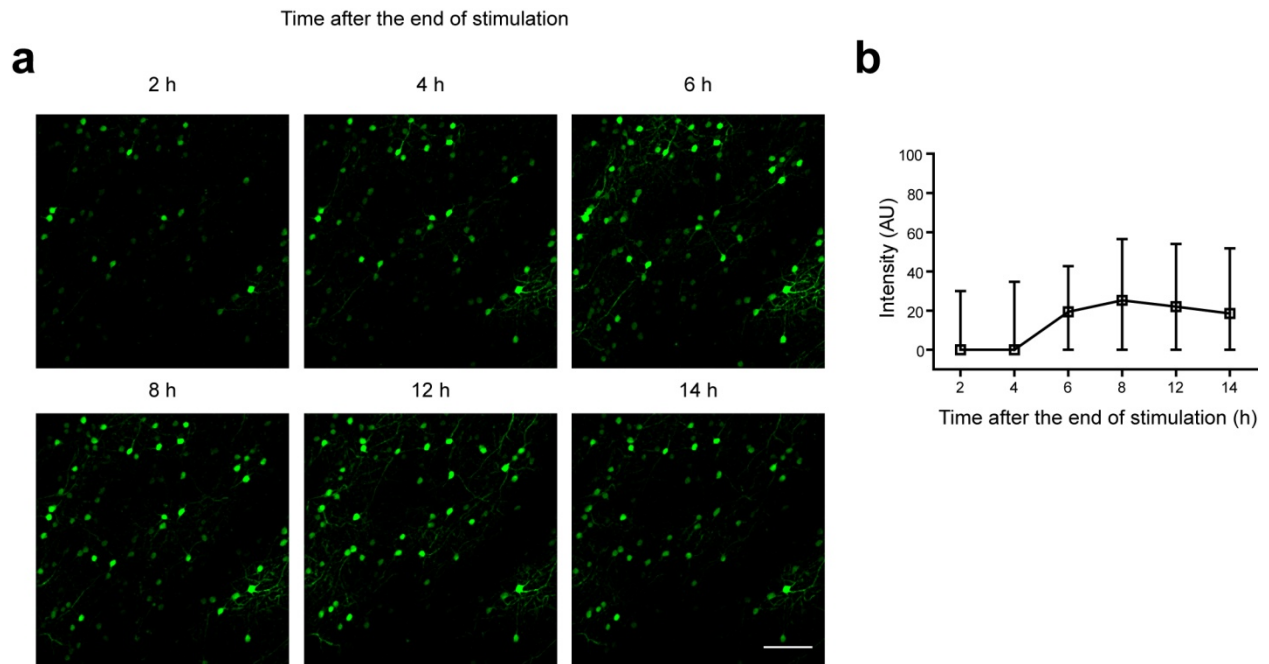 Time after the end of stimulation
a
2 h
4 h
6 h
8 h
12 h
14 h
b
100
80
60
40
20
0
Intensity (AU)
2
4
6
8
12
14
Time after the end of stimulation (h)